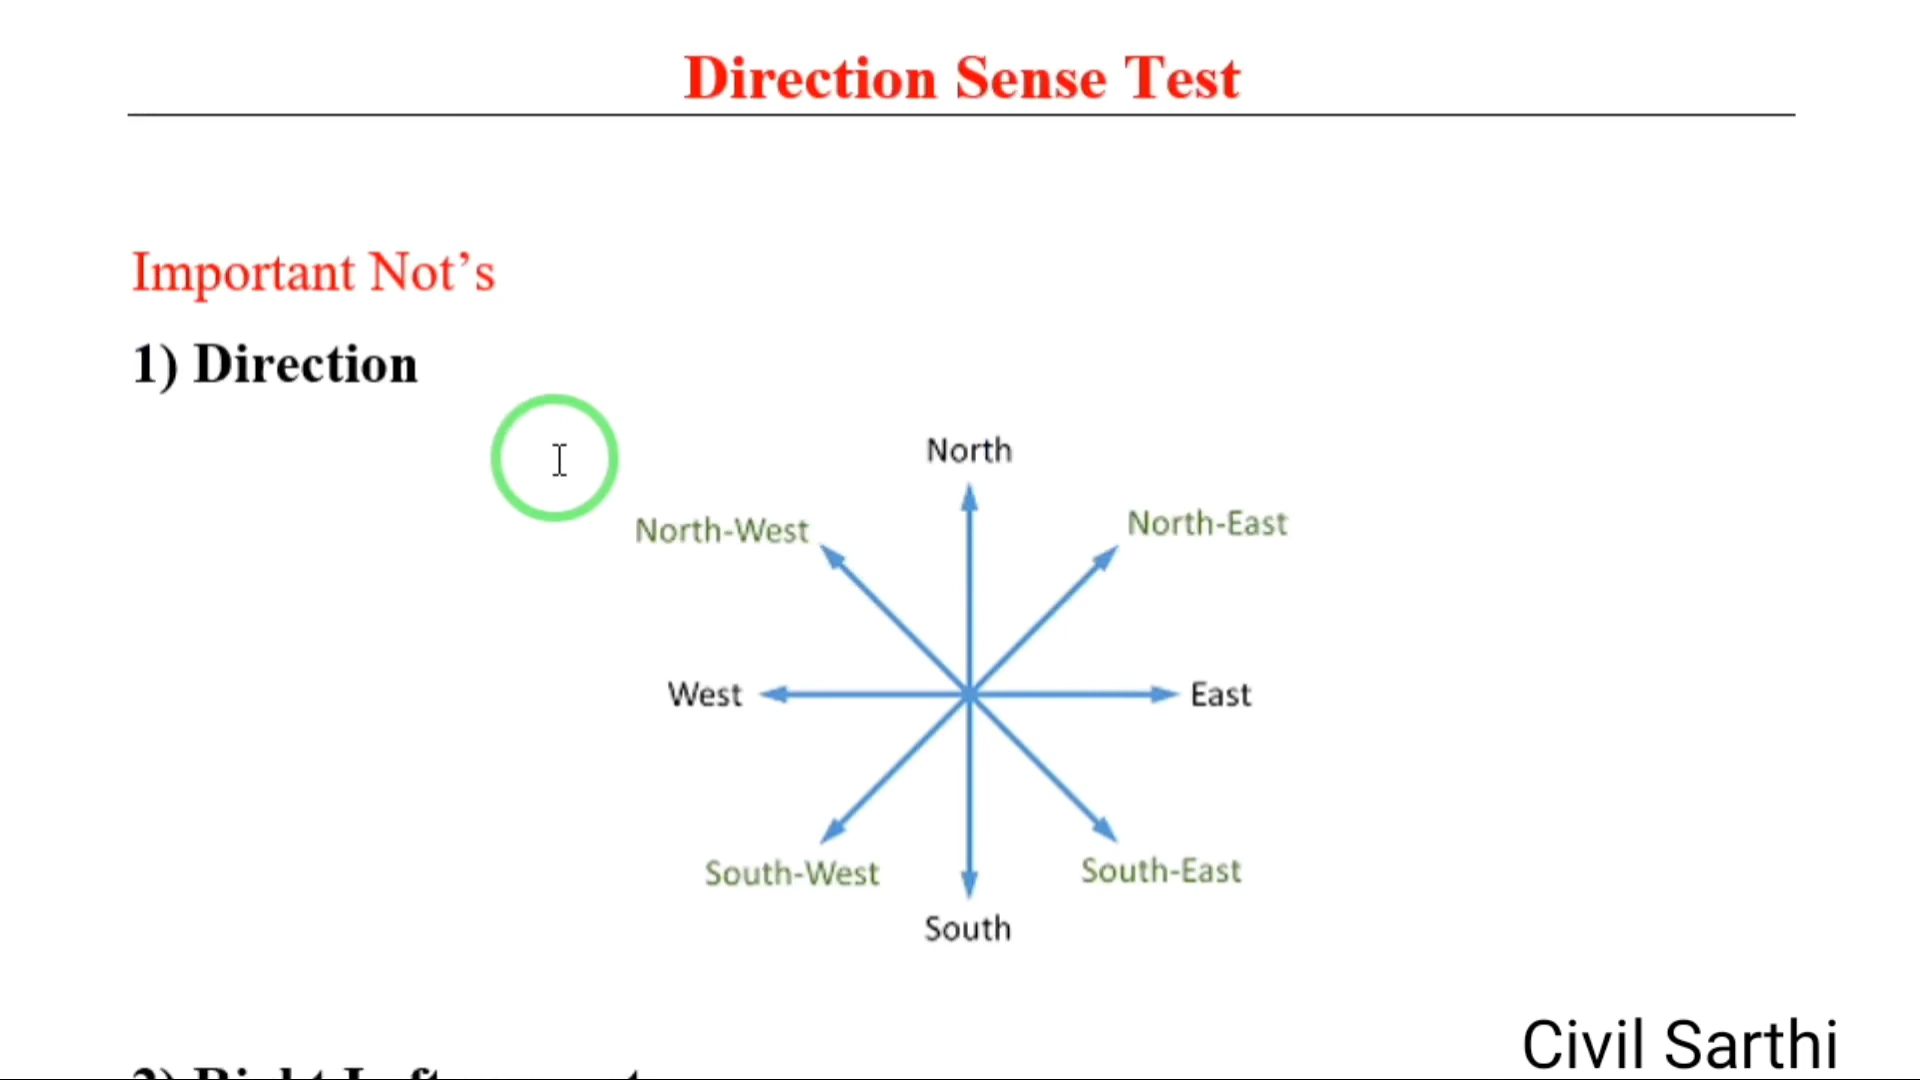 Direction Sense Test
Important Not’s
1) Direction
North
North-West
North-East
West
East
South-West
South-East
South
Civil Sarthi